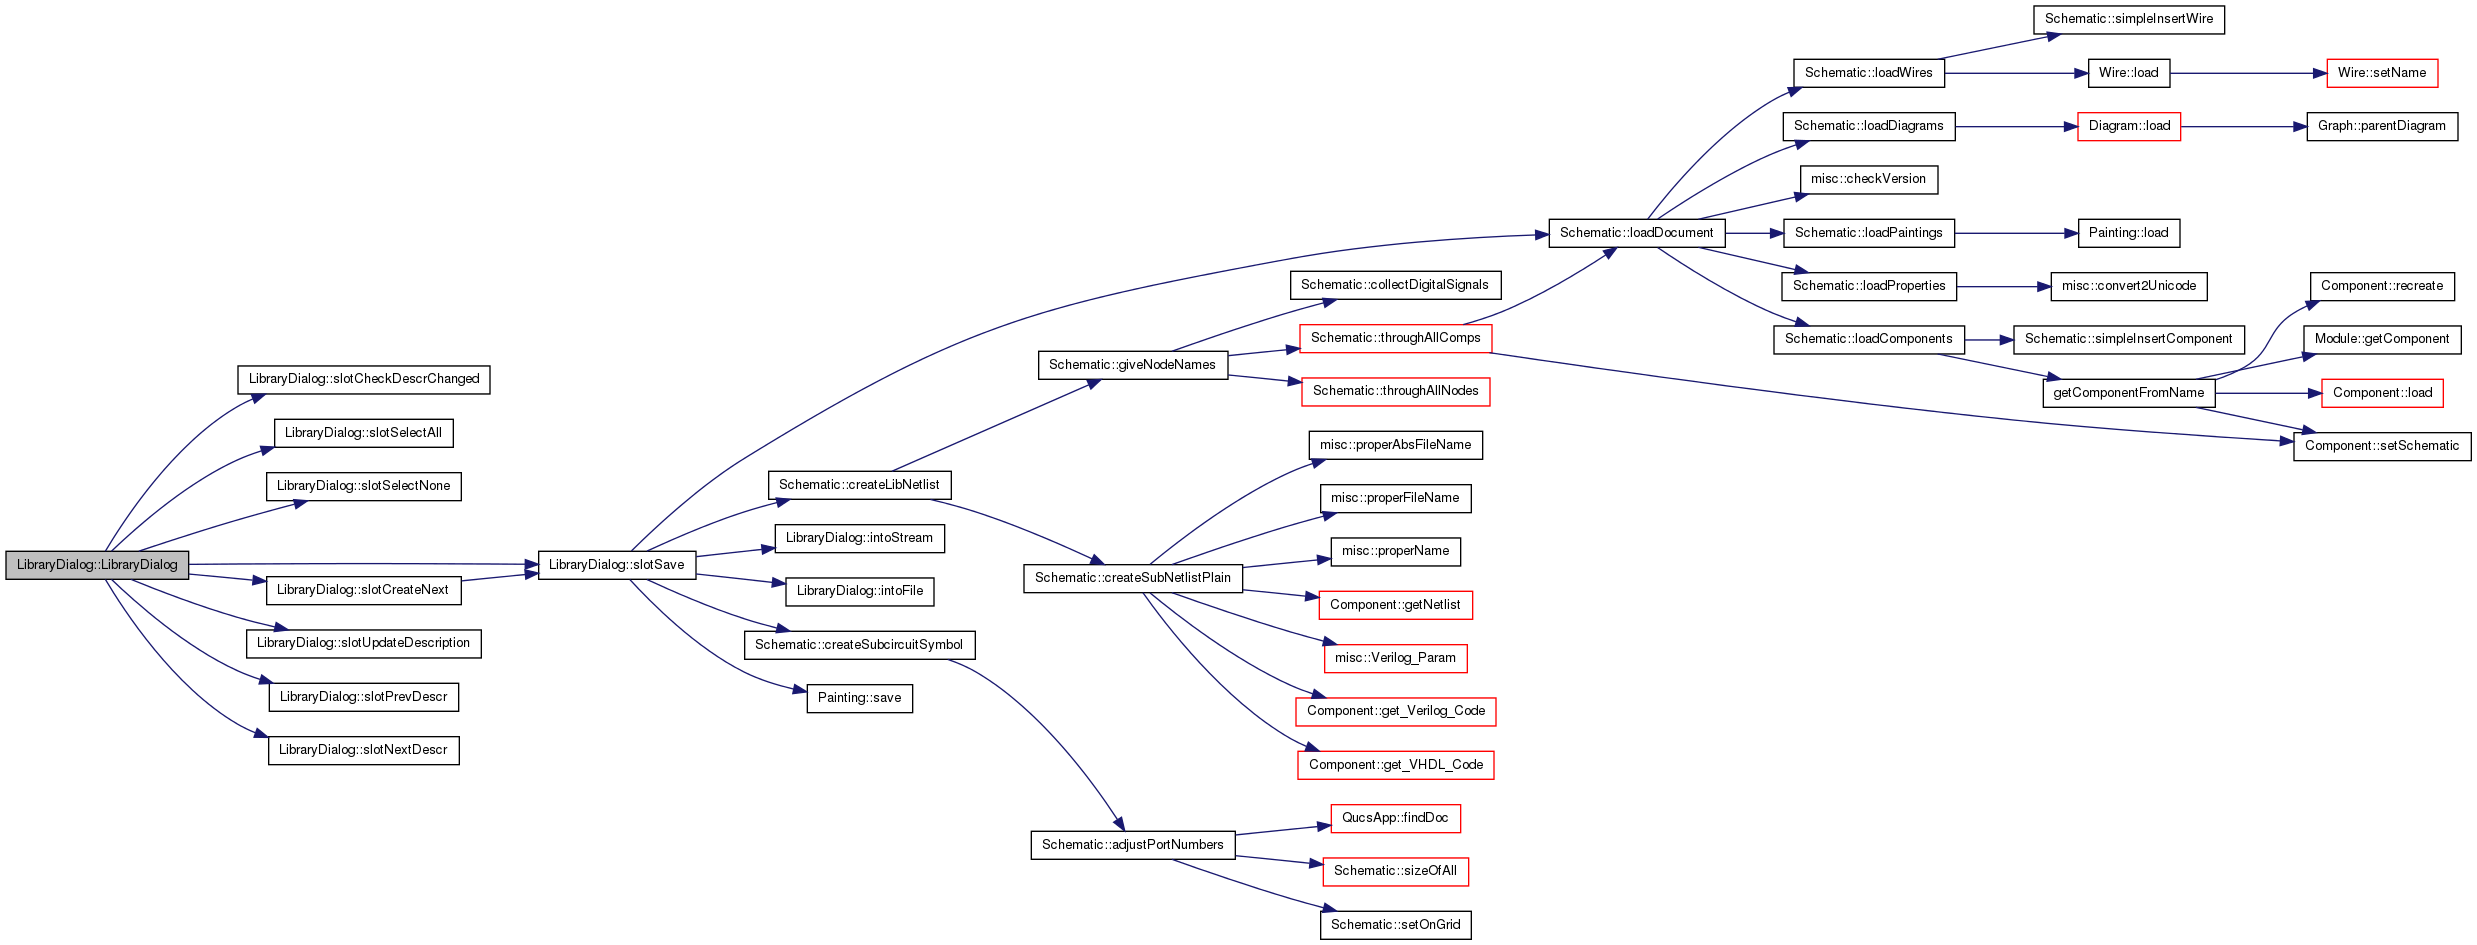 Schematic::simpleInsertWire
Schematic::loadWires
Wire::load
Wire::setName
Schematic::loadDiagrams
Diagram::load
Graph::parentDiagram
misc::checkVersion
Schematic::loadDocument
Schematic::loadPaintings
Painting::load
Schematic::collectDigitalSignals
Schematic::loadProperties
misc::convert2Unicode
Component::recreate
Schematic::throughAllComps
Schematic::loadComponents
Schematic::simpleInsertComponent
Module::getComponent
Schematic::giveNodeNames
LibraryDialog::slotCheckDescrChanged
Schematic::throughAllNodes
getComponentFromName
Component::load
LibraryDialog::slotSelectAll
misc::properAbsFileName
Component::setSchematic
LibraryDialog::slotSelectNone
Schematic::createLibNetlist
misc::properFileName
LibraryDialog::intoStream
misc::properName
LibraryDialog::LibraryDialog
LibraryDialog::slotSave
Schematic::createSubNetlistPlain
LibraryDialog::slotCreateNext
LibraryDialog::intoFile
Component::getNetlist
LibraryDialog::slotUpdateDescription
Schematic::createSubcircuitSymbol
misc::Verilog_Param
LibraryDialog::slotPrevDescr
Painting::save
Component::get_Verilog_Code
LibraryDialog::slotNextDescr
Component::get_VHDL_Code
QucsApp::findDoc
Schematic::adjustPortNumbers
Schematic::sizeOfAll
Schematic::setOnGrid